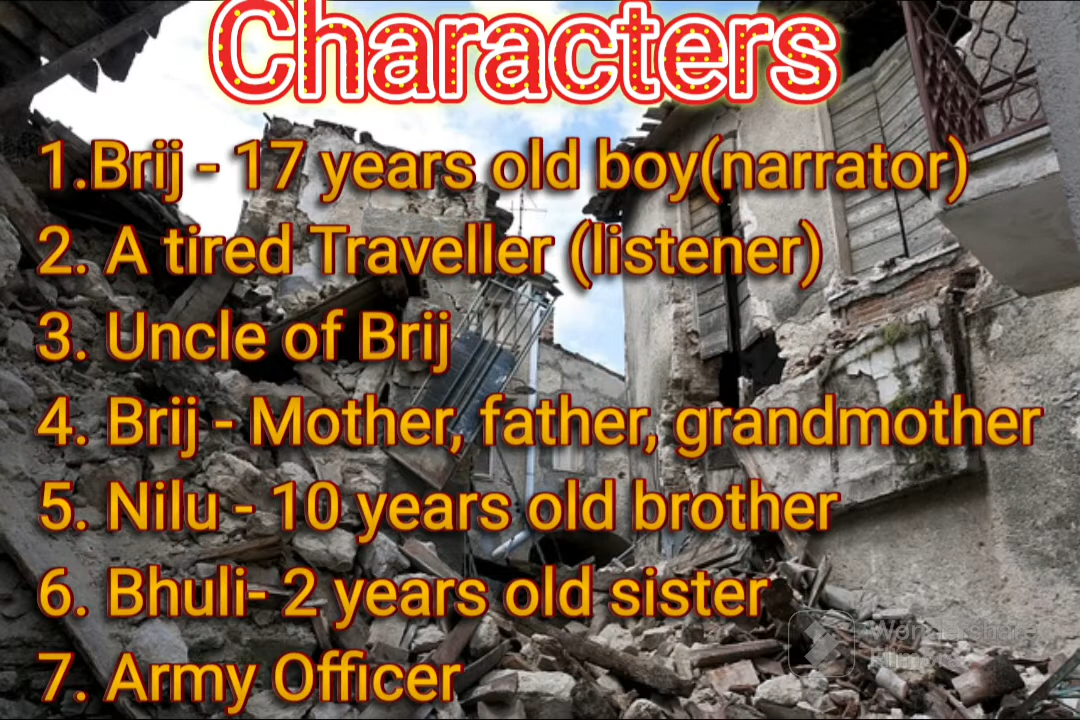 Characters
1.Brij - 17 years old boy(narrator)
2. A tired Traveller (listener)
3. Uncle of Brij
4. Brij - Mother, father, grandmother
5. Nilu - 10 years old brother
6. Bhuli- 2 years old sister
7. Army Officer
Wondershare